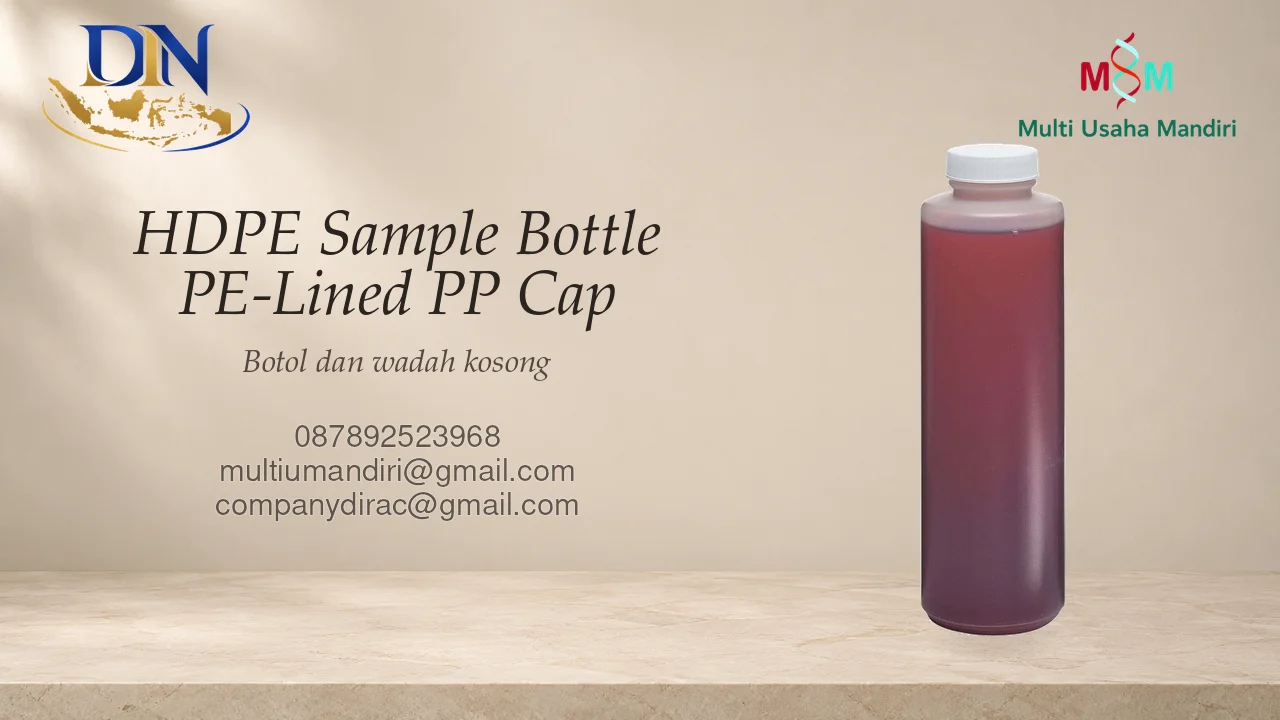 DN
M M
Multi Usaha Mandiri
HDPE Sample Bottle
PE-Lined PP Cap
Botol dan wadah kosong
087892523968
multiumandiri@gmail.com
companydirac@gmail.com